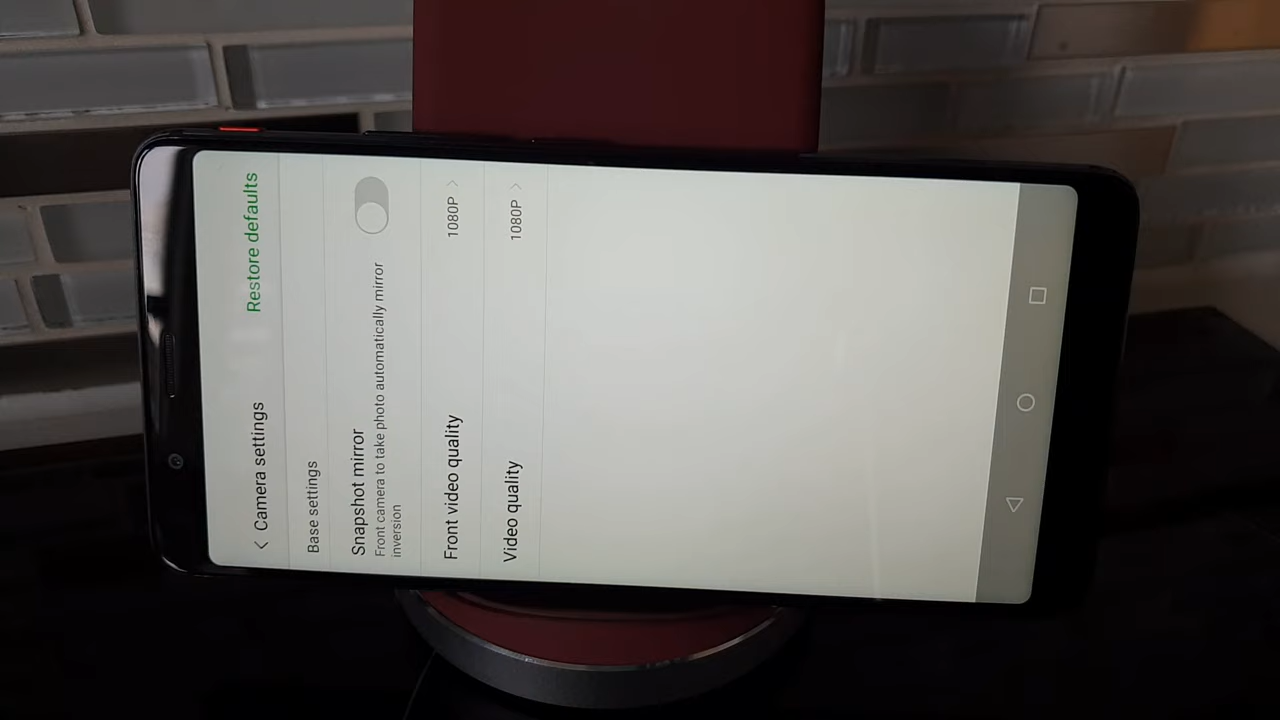 Camera settings
Restore defaults
Base settings
Snapshot mirror
Front camera to take photo automatically mirror
inversion
Front video quality
1080P
Video quality
1080P